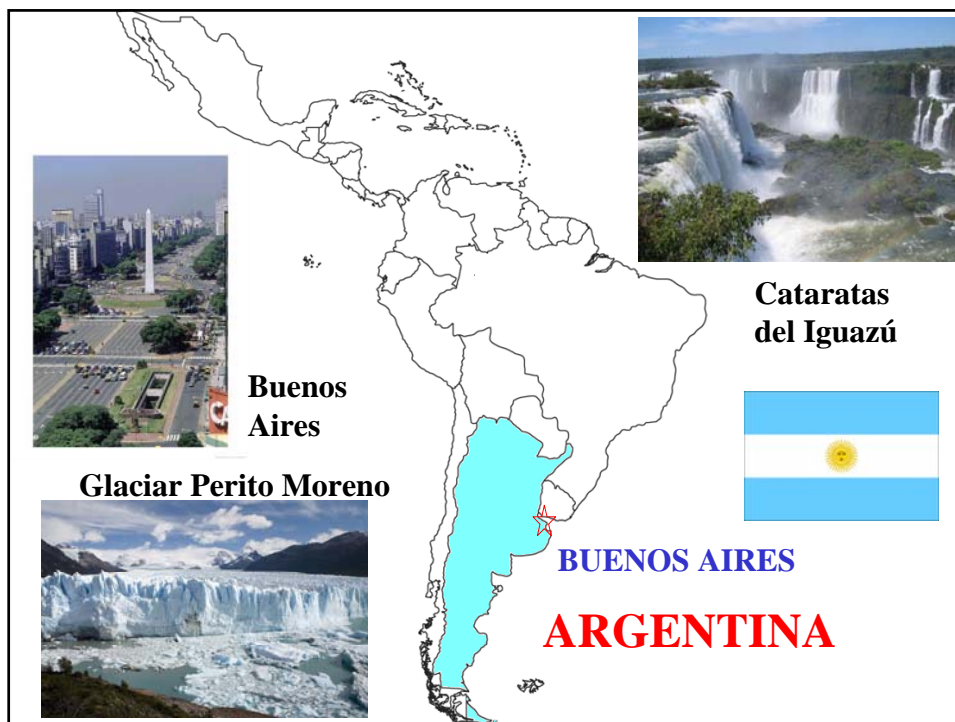 Cataratas
del Iguazú
Buenos
Aires
Glaciar Perito Moreno
BUENOS AIRES
ARGENTINA